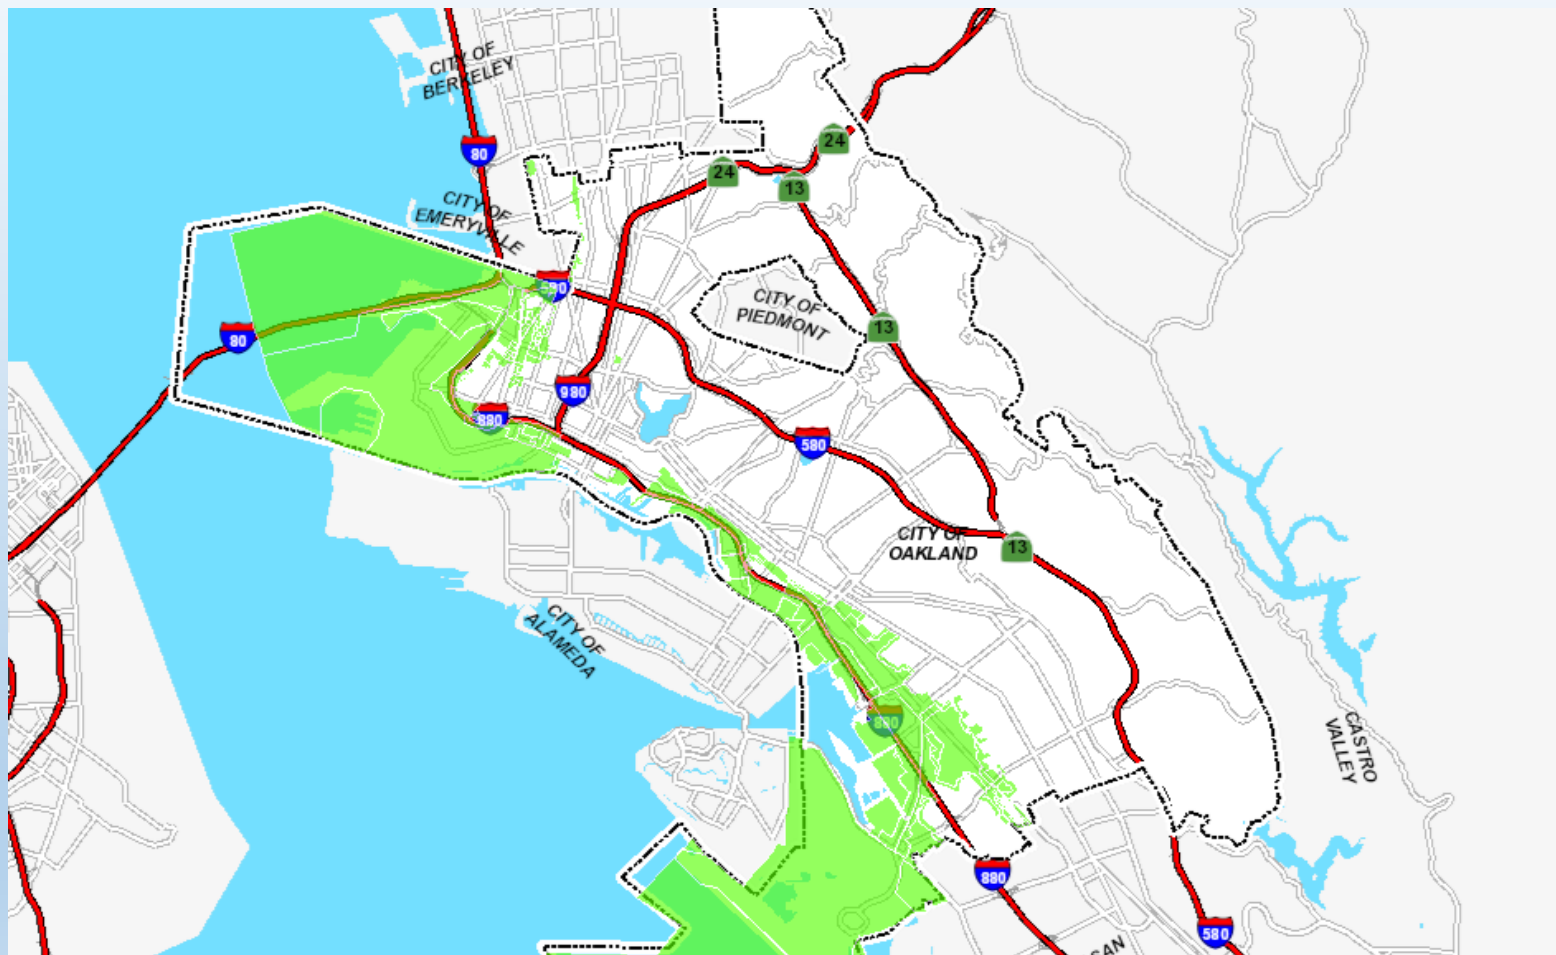 CITY OF
BERKELEY
80
24
24
13
CITY OF
EMERYVILLE
580
80
CITY OF
PIEDMONT
13
980
880
580
CITY OF
OAKLAND
13
CITY OF
ALAMEDA
880
CASTRO
VALLEY
880
580
SAN